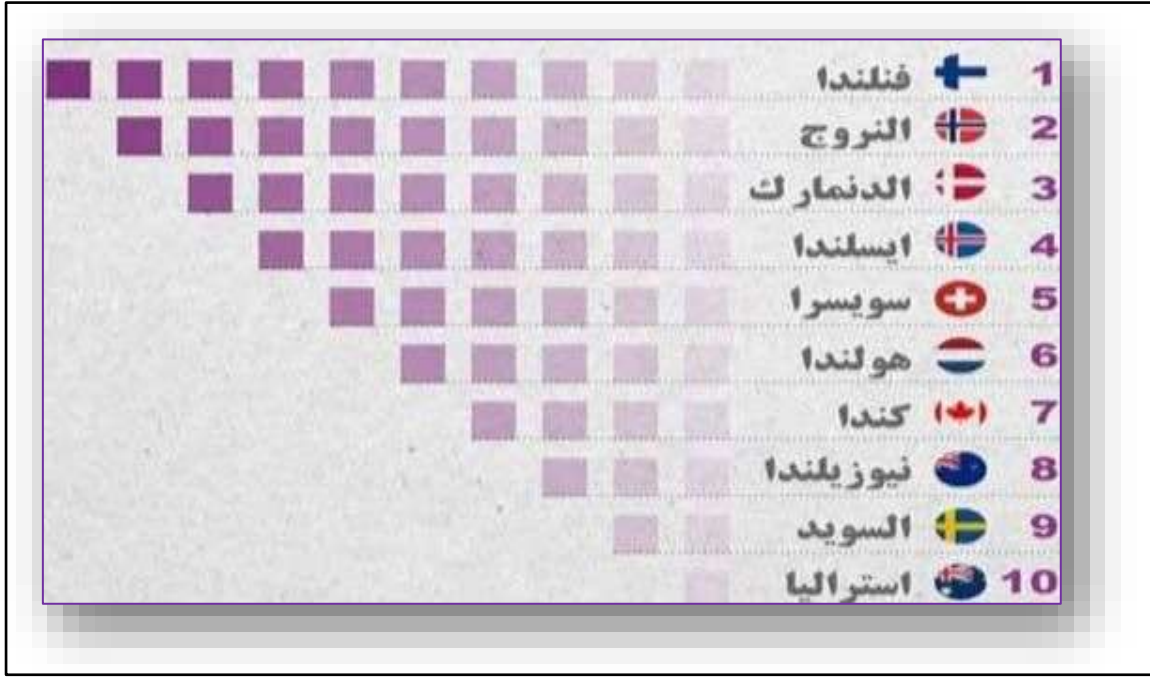 1 فنلندا
2 النروج
3 الدنمارك
4 ايسلندا
5 سويسرا
6 هولندا
7 كندا
8 نيوزيلندا
9 السويد
10 استراليا